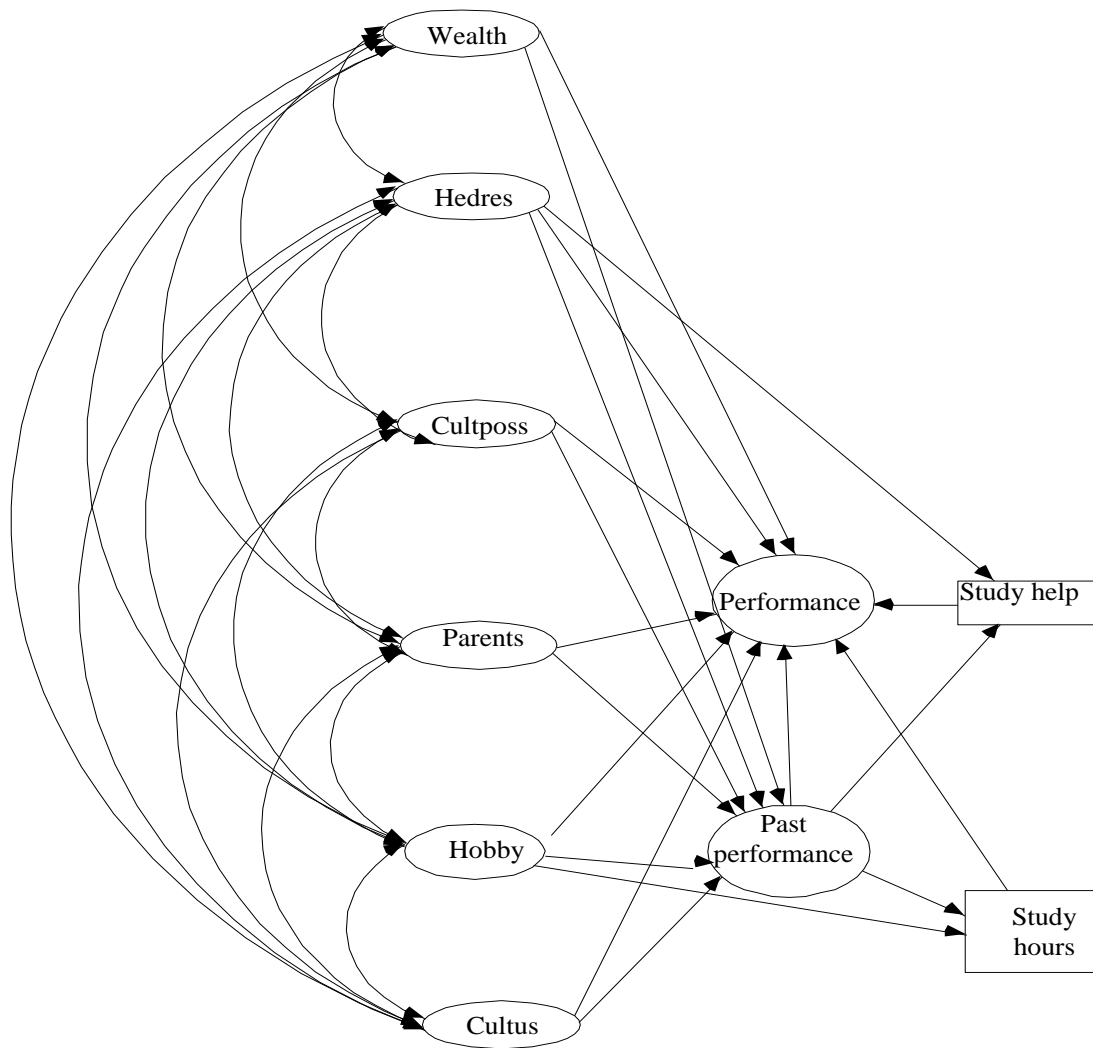 Wealth
Hedres
Cultposs
Performance
Study help
Parents
Past
performance
Hobby
Study
hours
Cultus